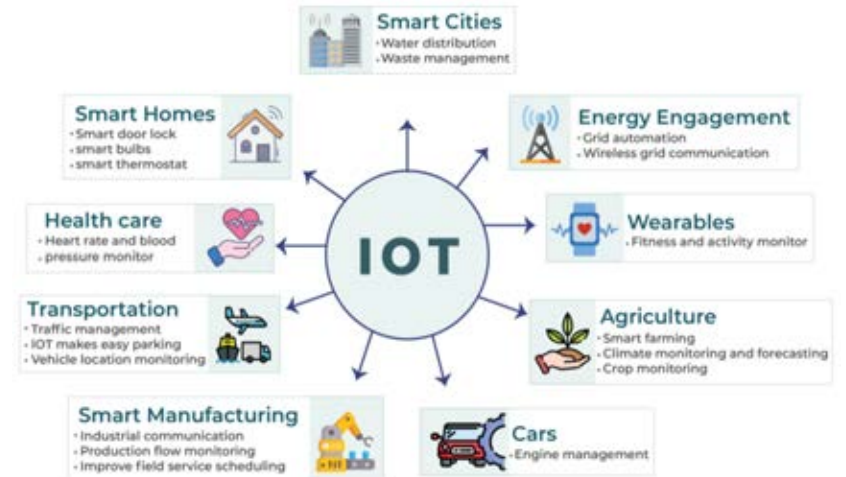 Smart Cities
· Water distribution
· Waste management
Smart Homes
· Smart door lock
· smart bulbs
· smart thermostat
Energy Engagement
· Grid automation
· Wireless grid communication
Health care
· Heart rate and blood
· pressure monitor
IOT
Wearables
· Fitness and activity monitor
Transportation
· Traffic management
· IOT makes easy parking
· Vehicle location monitoring
Agriculture
· Smart farming
· Climate monitoring and forecasting
· Crop monitoring
Smart Manufacturing
· Industrial communication
· Production flow monitoring
· Improve field service scheduling
Cars
· Engine management